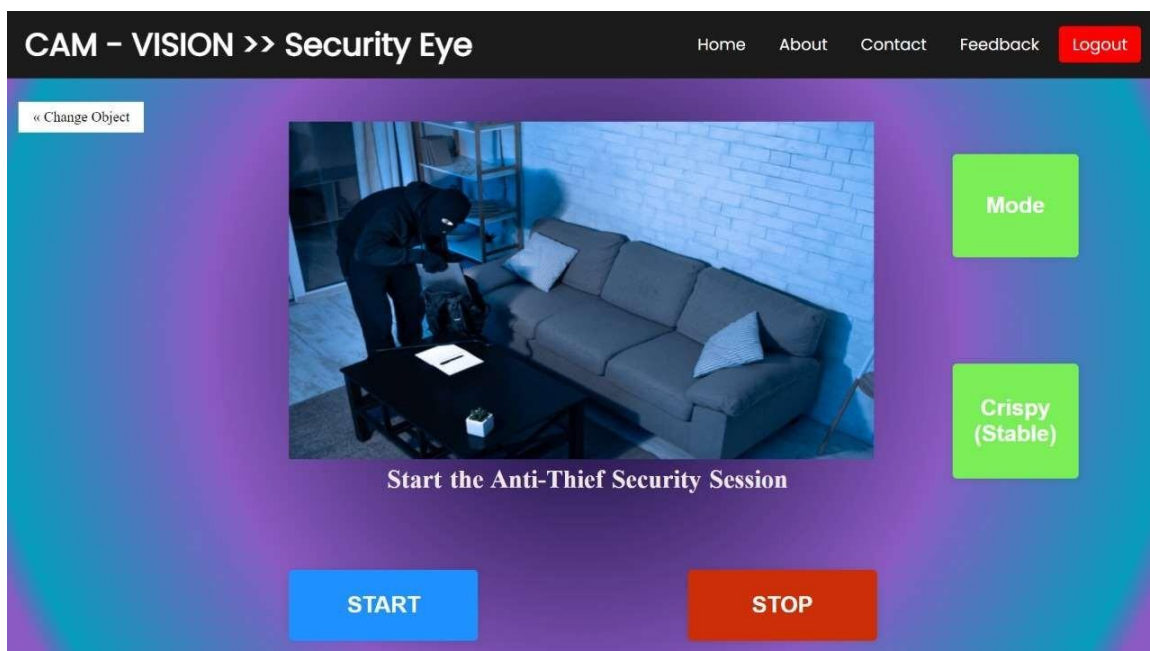 CAM - VISION >> Security Eye
Home About Contact Feedback Logout
« Change Object
Mode
Crispy
(Stable)
Start the Anti-Thief Security Session
START STOP